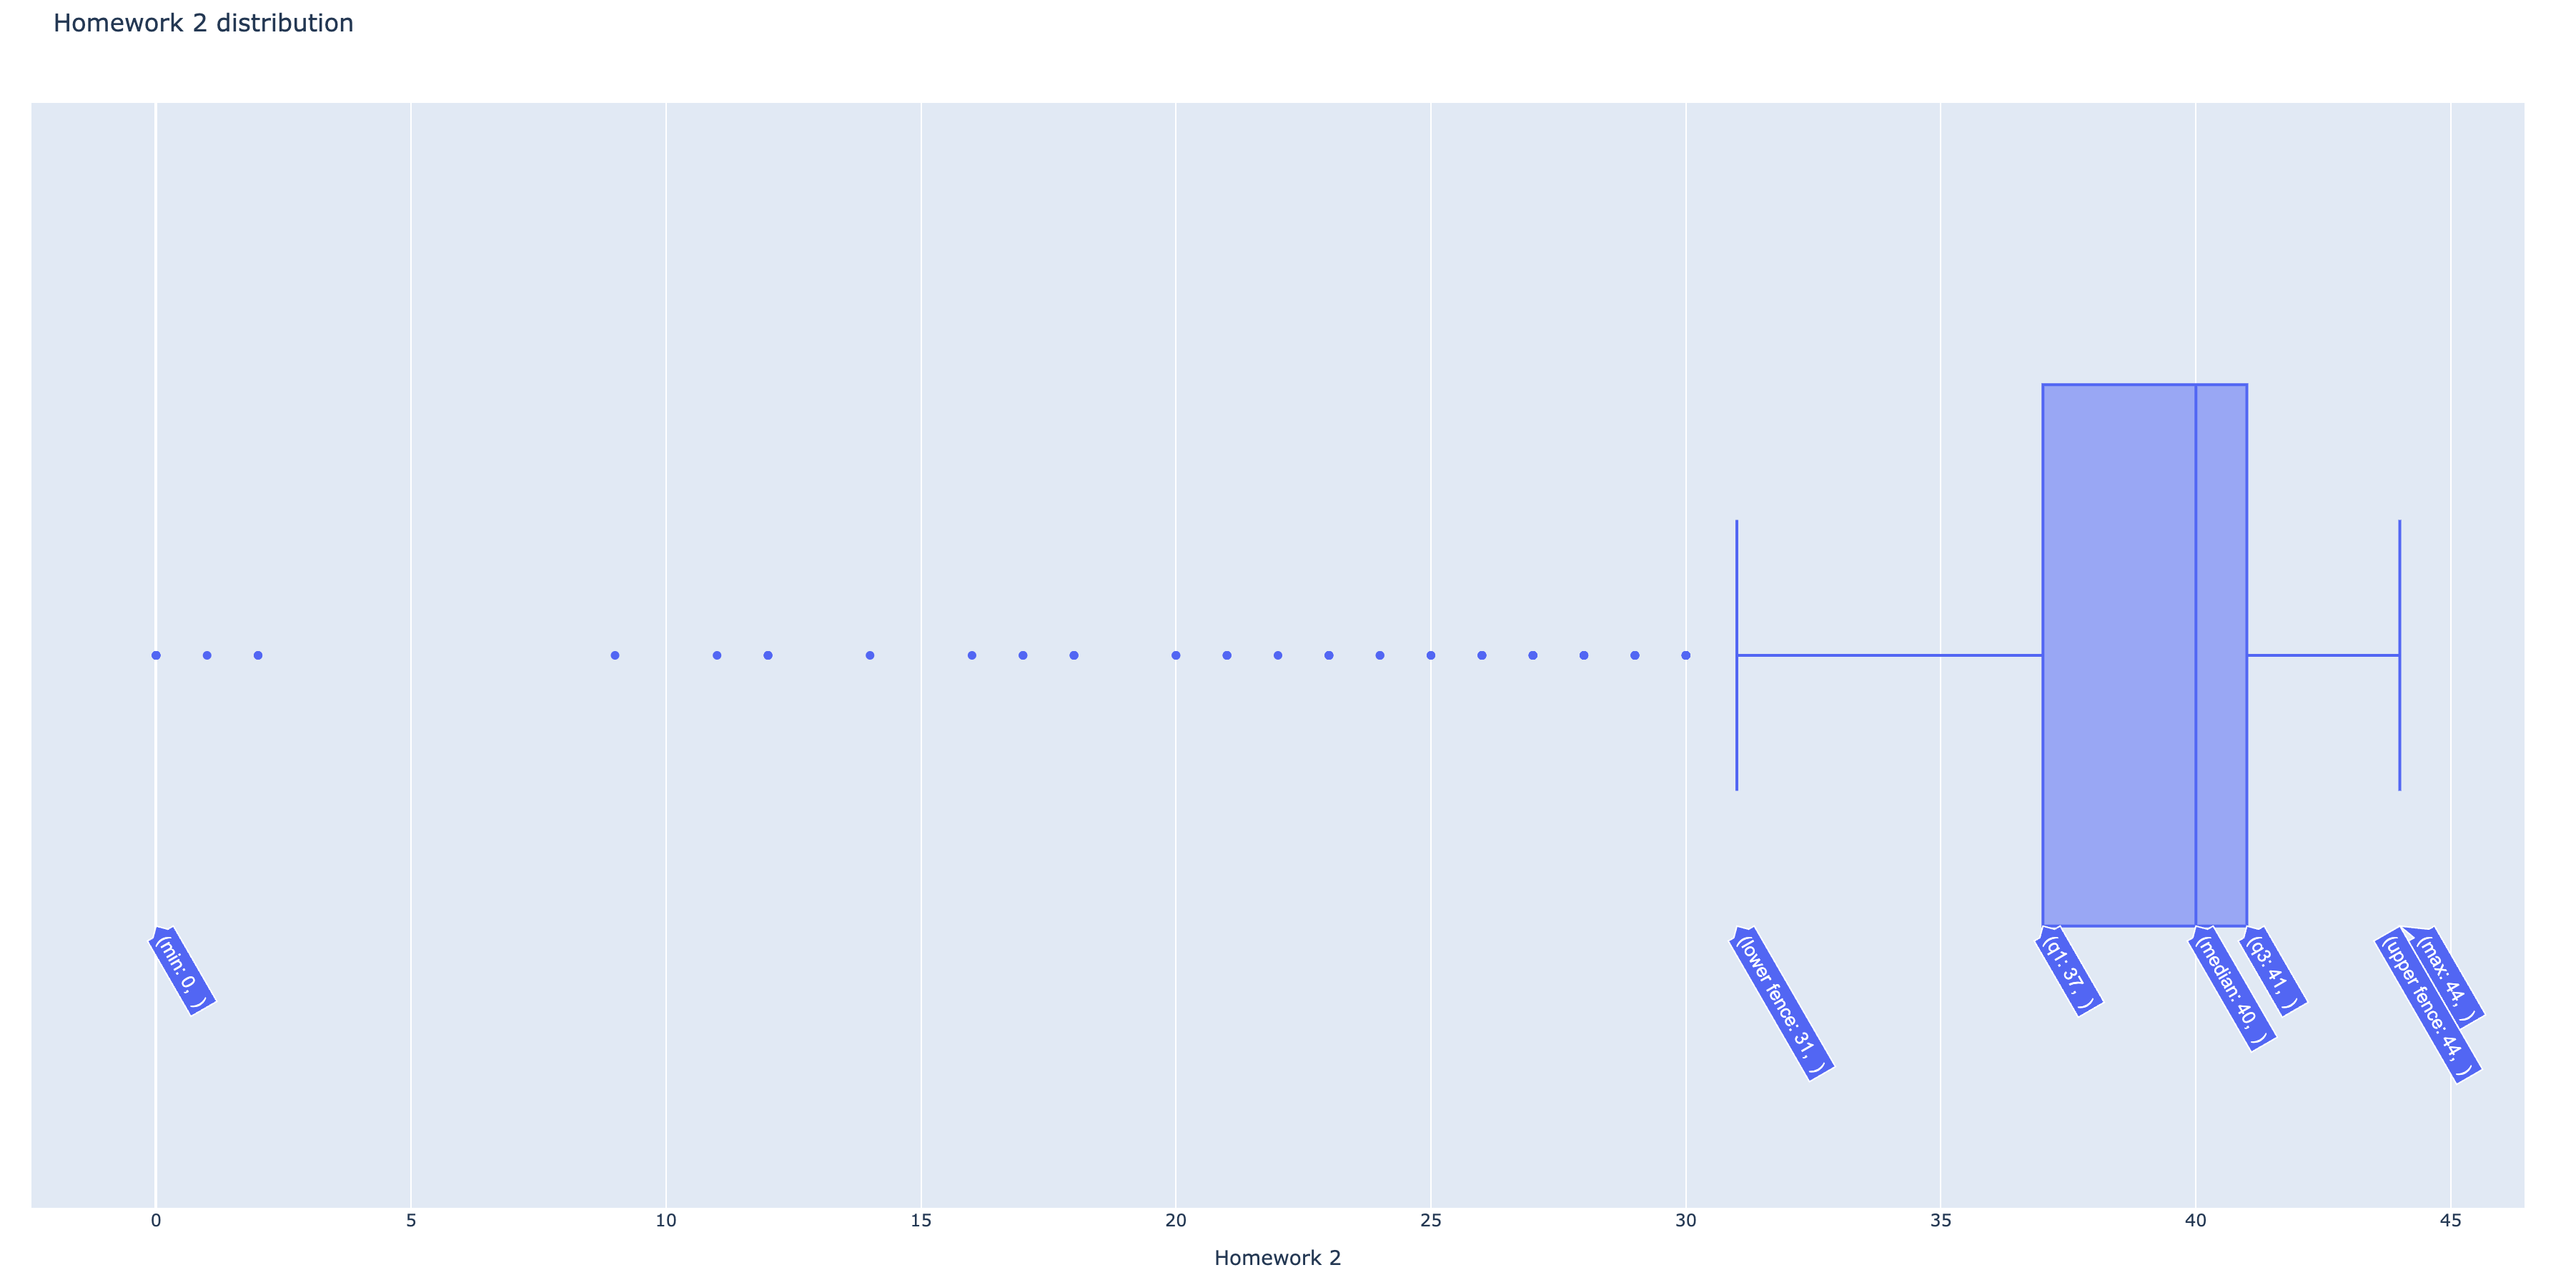 Homework 2 distribution
(min: 0, )
(lower fence: 31, )
(q1: 37, )
(median: 40, )
(q3: 41, )
(upper fence: 44, )
(max: 44, )
0 5 10 15 20 25 30 35 40 45
Homework 2